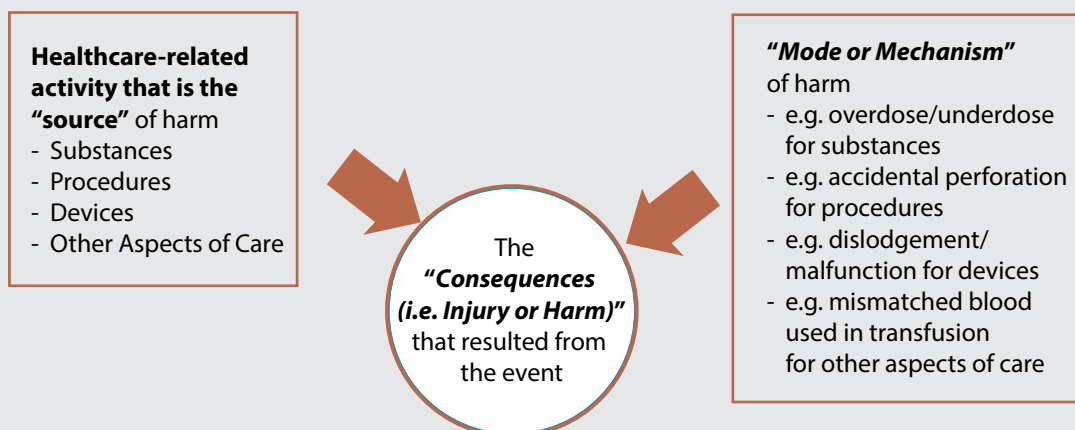 Healthcare-related
activity that is the
“source” of harm
- Substances
- Procedures
- Devices
- Other Aspects of Care
The
“Consequences
(i.e. Injury or Harm)”
that resulted from
the event
“Mode or Mechanism”
of harm
- e.g. overdose/underdose
for substances
- e.g. accidental perforation
for procedures
- e.g. dislodgement/
malfunction for devices
- e.g. mismatched blood
used in transfusion
for other aspects of care